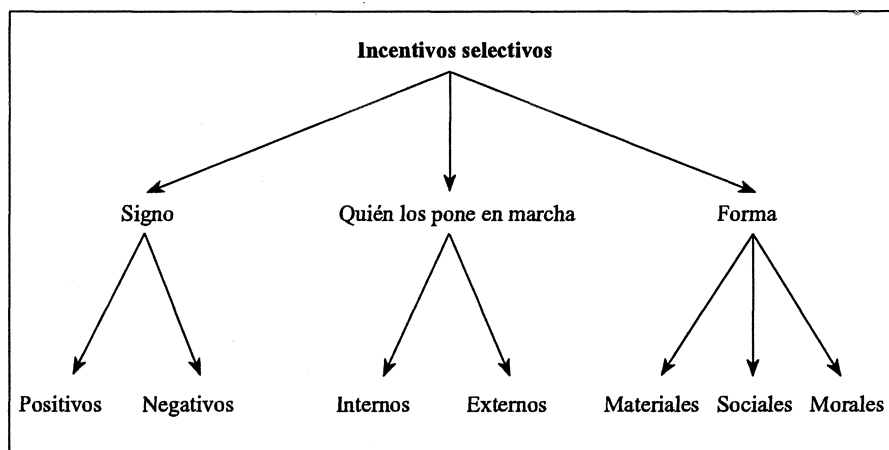 Incentivos selectivos
Signo Quién los pone en marcha Forma
Positivos Negativos Internos Externos Materiales Sociales Morales